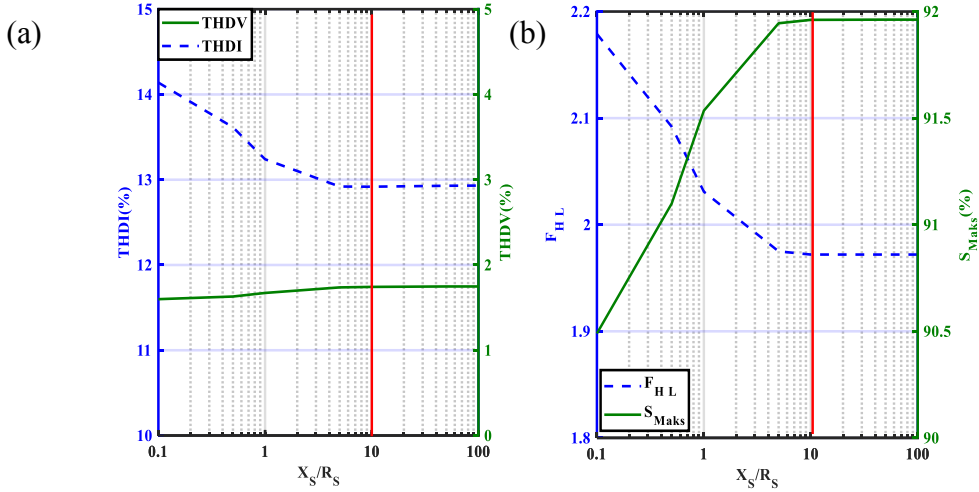 (a)
THDV
THDI
15
14
13
12
11
10
THDI(%)
5
4
3
2
1
0
THDV(%)
0.1 1 10 100
X_S/R_S
(b)
2.2
2.1
2
1.9
1.8
F_HL
92
91.5
91
90.5
90
S_Maks(%)
F_HL
S_Maks
0.1 1 10 100
X_S/R_S